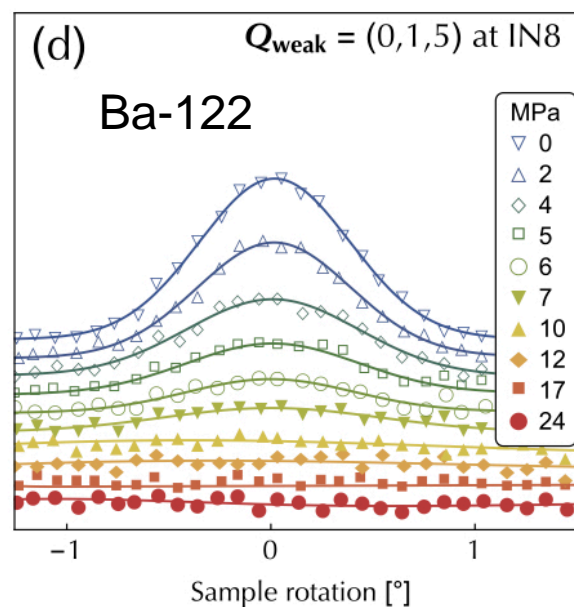 (d) Q_weak = (0,1,5) at IN8
Ba-122
MPa
0
2
4
5
6
7
10
12
17
24
−1 0 1
Sample rotation [°]